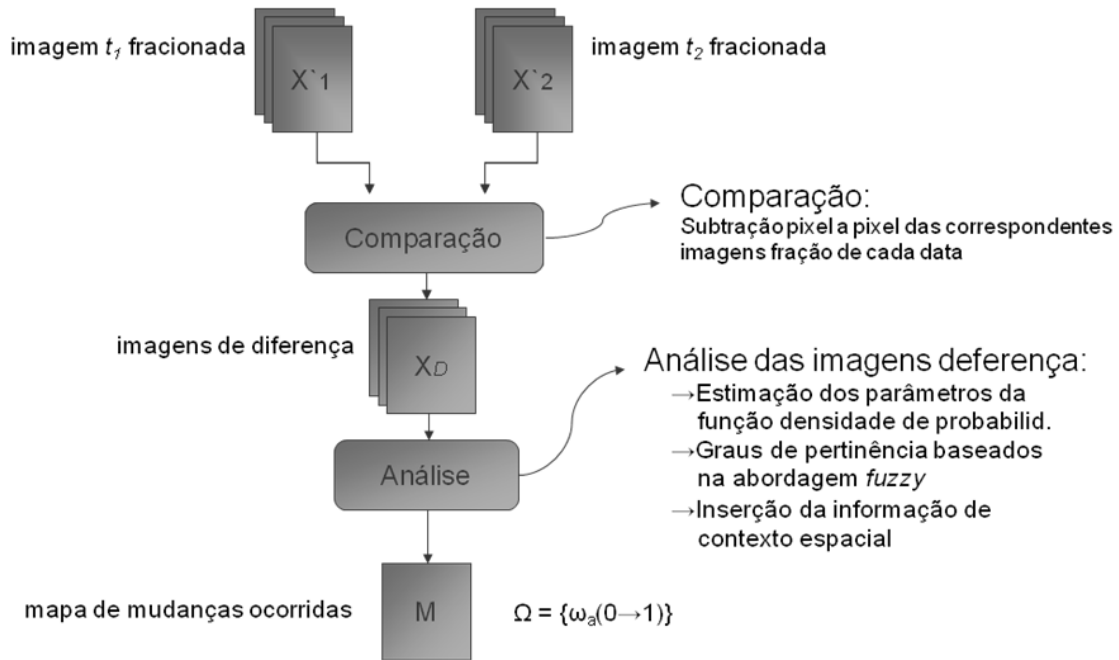 imagem t1 fracionada
X`1
X`2
imagem t2 fracionada
Comparação
Comparação:
Subtração pixel a pixel das correspondentes
imagens fração de cada data
imagens de diferença
XD
Análise das imagens deferença:
→Estimação dos parâmetros da
função densidade de probabilid.
→Graus de pertinência baseados
na abordagem fuzzy
→Inserção da informação de
contexto espacial
Análise
mapa de mudanças ocorridas
M
Ω = {ωa(0→1)}